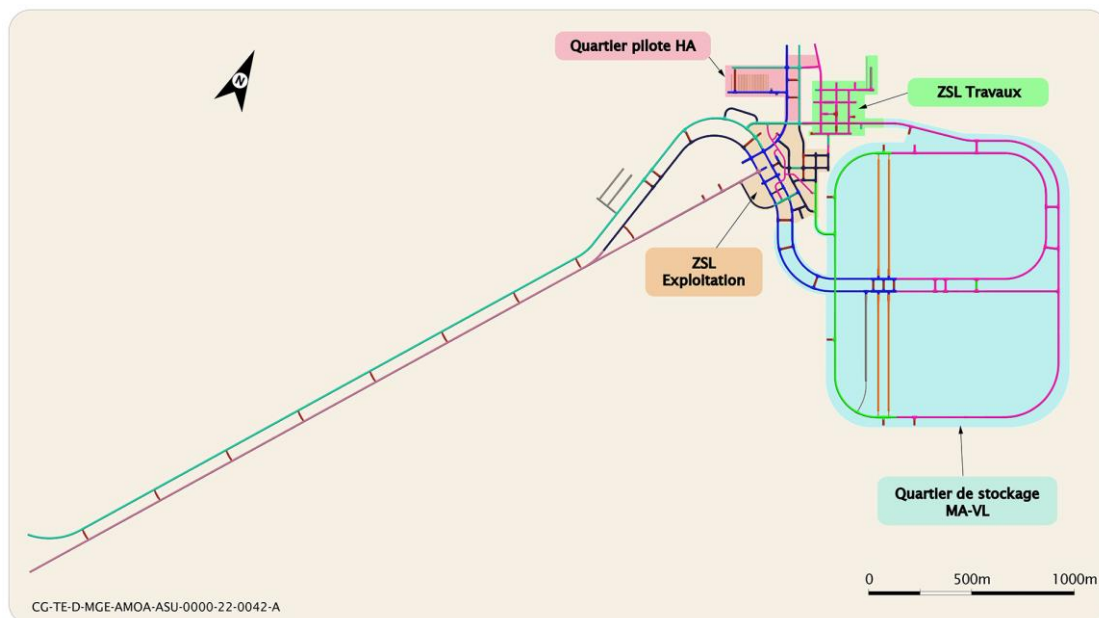 Quartier pilote HA
ZSL Travaux
N
ZSL
Exploitation
Quartier de stockage
MA-VL
0 500m 1000m
CG-TE-D-MGE-AMOA-ASU-0000-22-0042-A